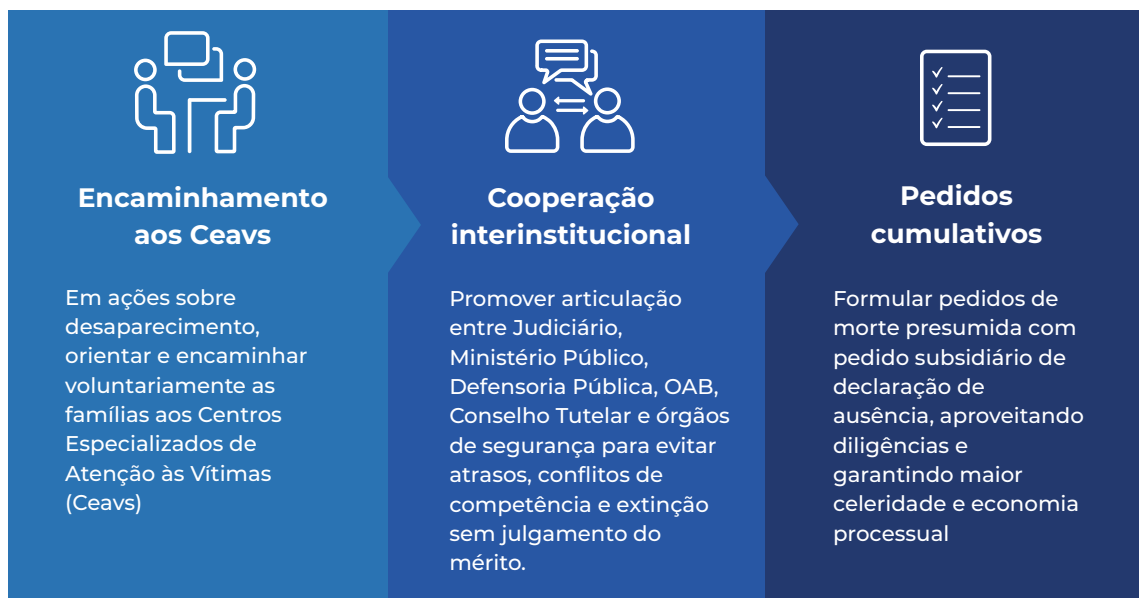 Encaminhamento
aos Ceavs
Em ações sobre
desaparecimento,
orientar e encaminhar
voluntariamente as
famílias aos Centros
Especializados de
Atenção às Vítimas
(Ceavs)
Cooperação
interinstitucional
Promover articulação
entre Judiciário,
Ministério Público,
Defensoria Pública, OAB,
Conselho Tutelar e órgãos
de segurança para evitar
atrasos, conflitos de
competência e extinção
sem julgamento do
mérito.
Pedidos
cumulativos
Formular pedidos de
morte presumida com
pedido subsidiário de
declaração de
ausência, aproveitando
diligências e
garantindo maior
celeridade e economia
processual